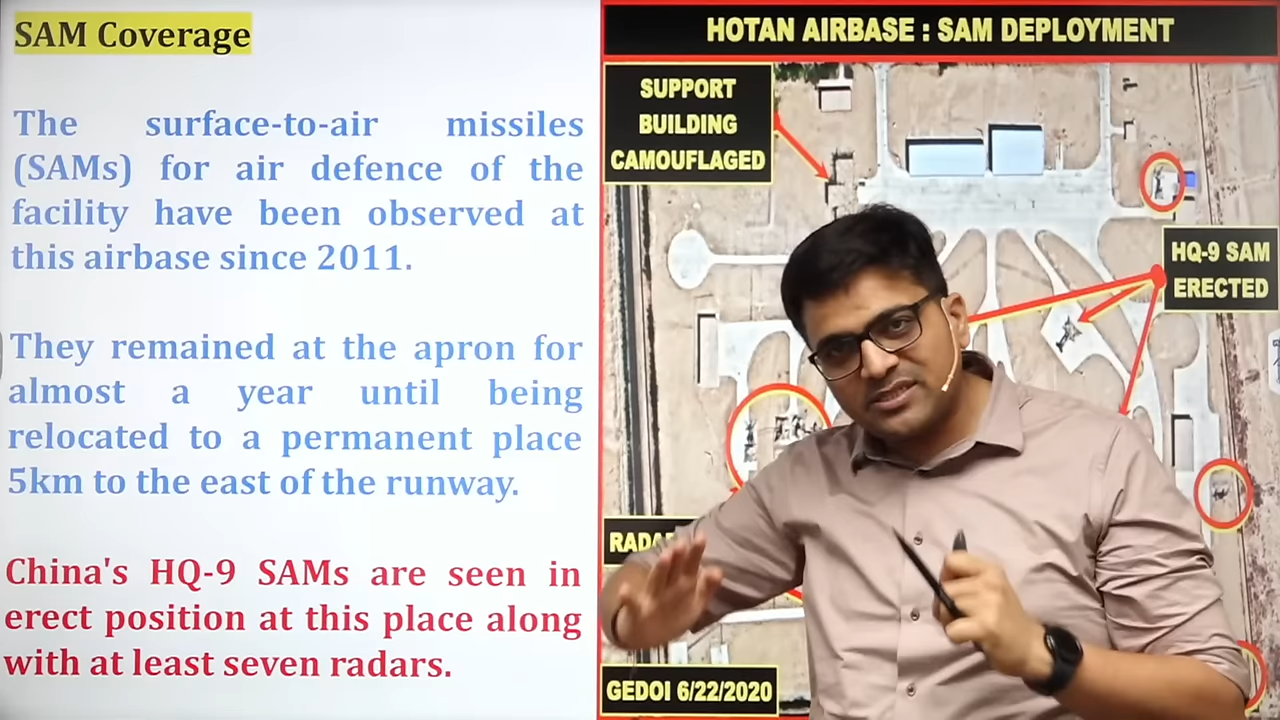 SAM Coverage
The surface-to-air missiles
(SAMs) for air defence of the
facility have been observed at
this airbase since 2011.
They remained at the apron for
almost a year until being
relocated to a permanent place
5km to the east of the runway.
China's HQ-9 SAMs are seen in
erect position at this place along
with at least seven radars.
HOTAN AIRBASE : SAM DEPLOYMENT
SUPPORT
BUILDING
CAMOUFLAGED
HQ-9 SAM
ERECTED
GEDOI 6/22/2020